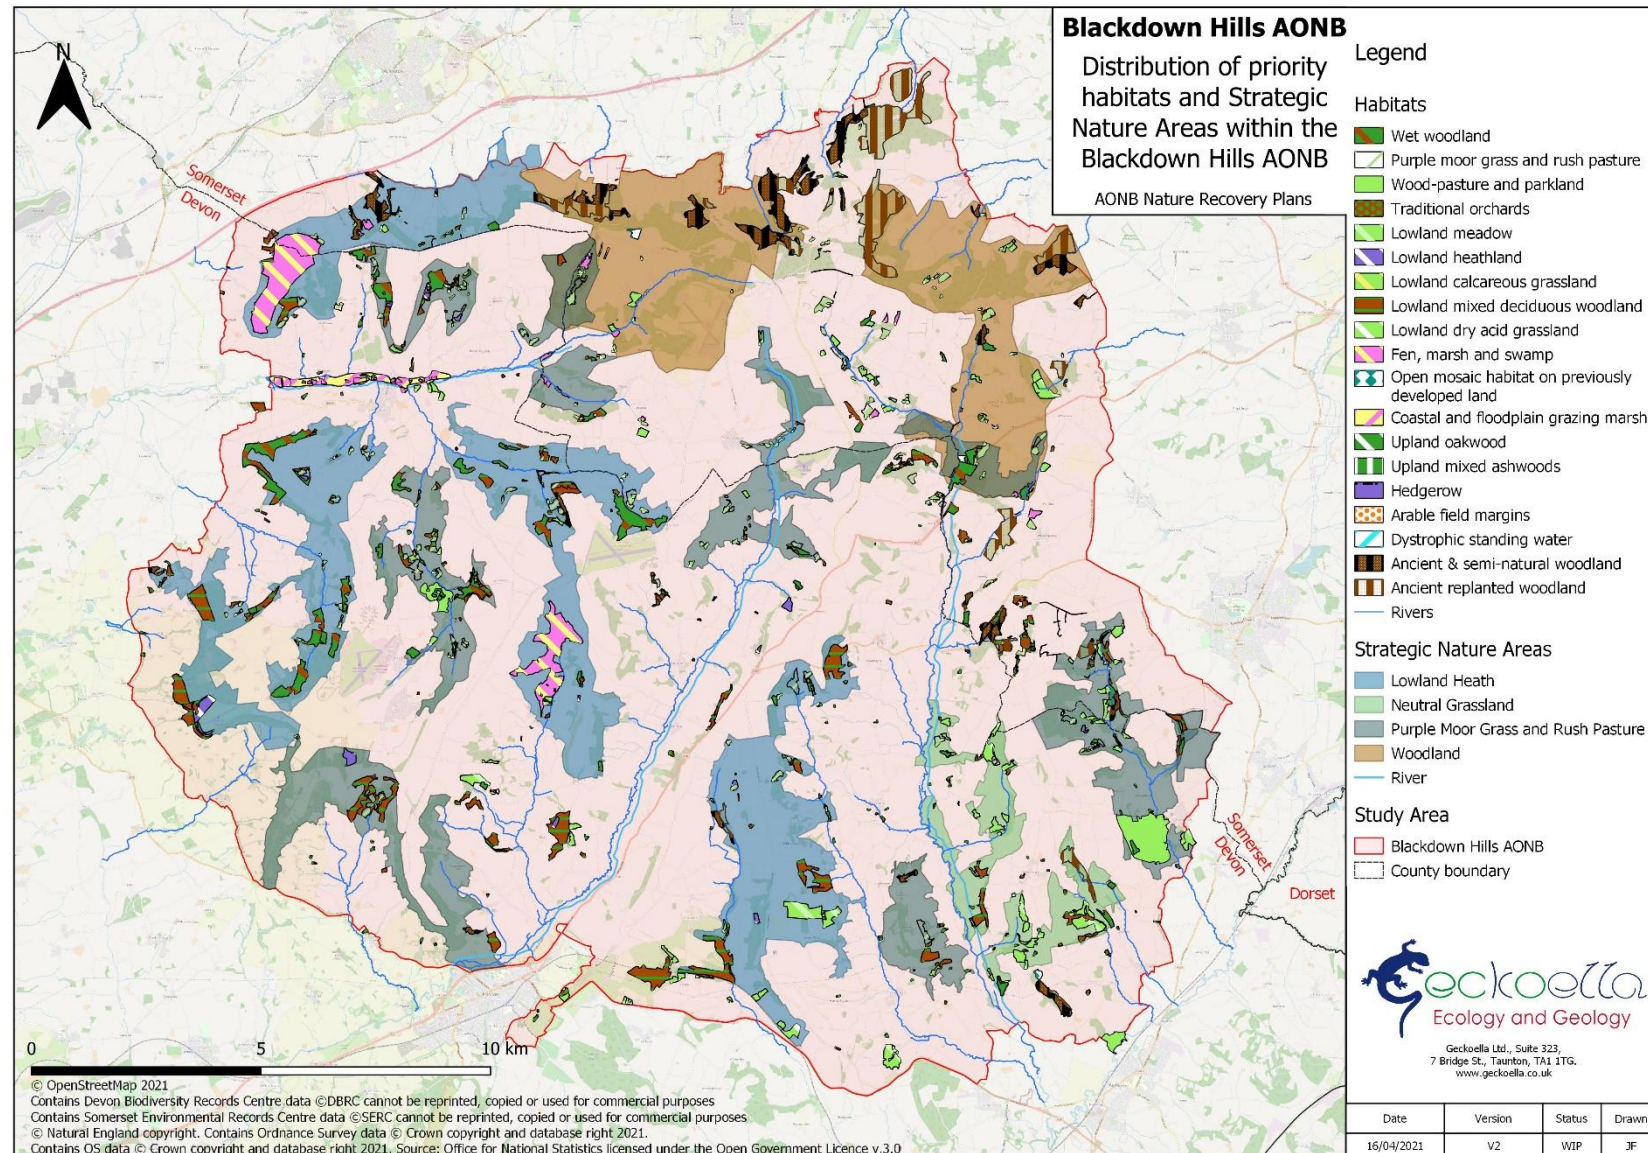 Blackdown Hills AONB
Distribution of priority
habitats and Strategic
Nature Areas within the
Blackdown Hills AONB
AONB Nature Recovery Plans
N
Somerset
Devon
Somerset
Devon
Dorset
Legend
Habitats
Wet woodland
Purple moor grass and rush pasture
Wood-pasture and parkland
Traditional orchards
Lowland meadow
Lowland heathland
Lowland calcareous grassland
Lowland mixed deciduous woodland
Lowland dry acid grassland
Fen, marsh and swamp
Open mosaic habitat on previously
developed land
Coastal and floodplain grazing marsh
Upland oakwood
Upland mixed ashwoods
Hedgerow
Arable field margins
Dystrophic standing water
Ancient & semi-natural woodland
Ancient replanted woodland
Rivers
Strategic Nature Areas
Lowland Heath
Neutral Grassland
Purple Moor Grass and Rush Pasture
Woodland
River
Study Area
Blackdown Hills AONB
County boundary
Geckoella
Ecology and Geology
Geckoella Ltd., Suite 323,
7 Bridge St., Taunton, TA1 1TG.
www.geckoella.co.uk
Date Version Status Drawn
16/04/2021 V2 WIP JF
0 5 10 km
© OpenStreetMap 2021
Contains Devon Biodiversity Records Centre data ©DBRC cannot be reprinted, copied or used for commercial purposes
Contains Somerset Environmental Records Centre data ©SERC cannot be reprinted, copied or used for commercial purposes
© Natural England copyright. Contains Ordnance Survey data © Crown copyright and database right 2021.
Contains OS data © Crown copyright and database right 2021. Source: Office for National Statistics licensed under the Open Government Licence v.3.0